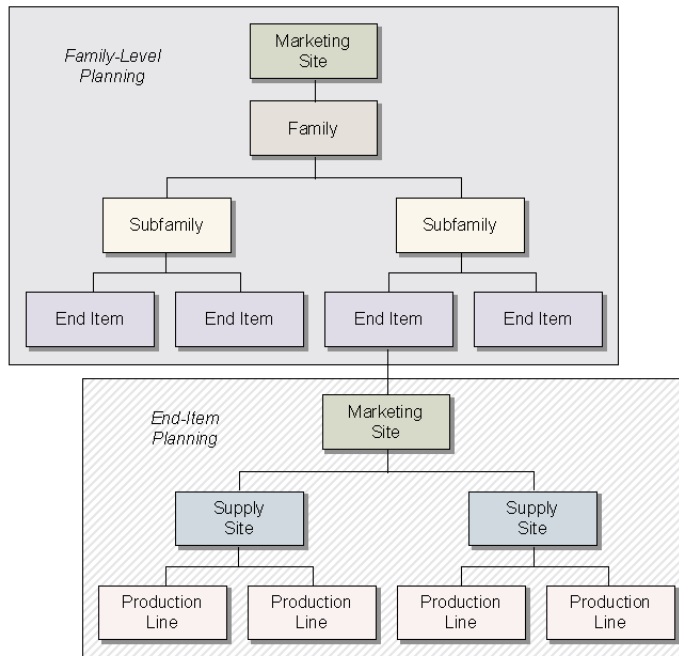 Family-Level
Planning
Marketing
Site
Family
Subfamily
Subfamily
End Item
End Item
End Item
End Item
End-Item
Planning
Marketing
Site
Supply
Site
Supply
Site
Production
Line
Production
Line
Production
Line
Production
Line